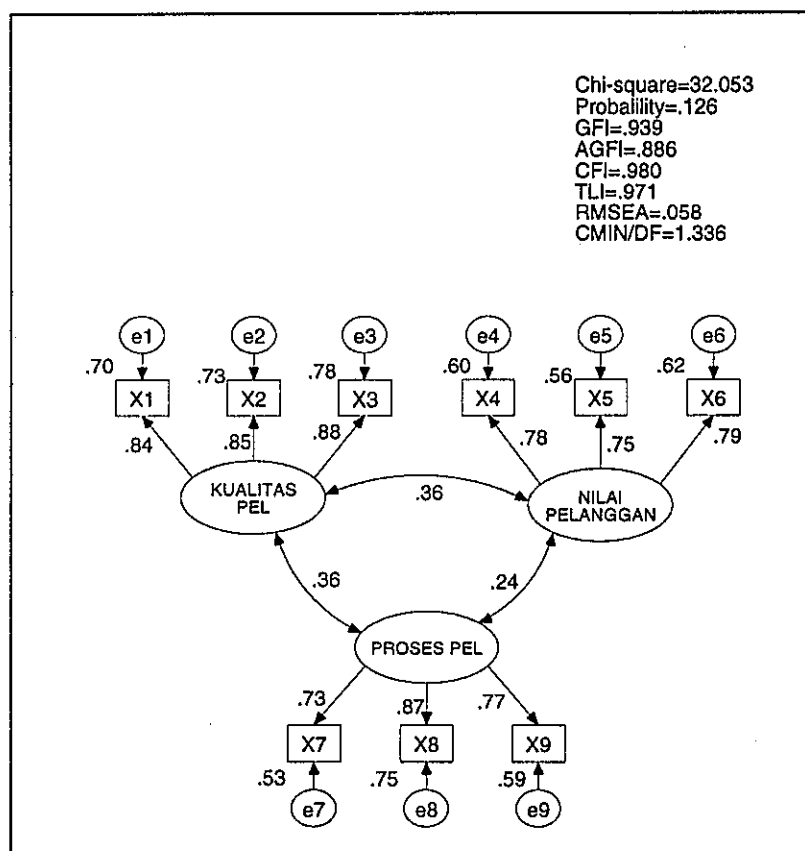 Chi-square=32.053
Probalility=.126
GFI=.939
AGFI=.886
CFI=.980
TLI=.971
RMSEA=.058
CMIN/DF=1.336
e1 e2 e3 e4 e5 e6
.70 .73 .78 .60 .56 .62
X1 X2 X3 X4 X5 X6
.84 .85 .88 .78 .75 .79
KUALITAS
PEL
NILAI
PELANGGAN
.36
.36 .24
PROSES PEL
.73 .87 .77
X7 X8 X9
.53 .75 .59
e7 e8 e9